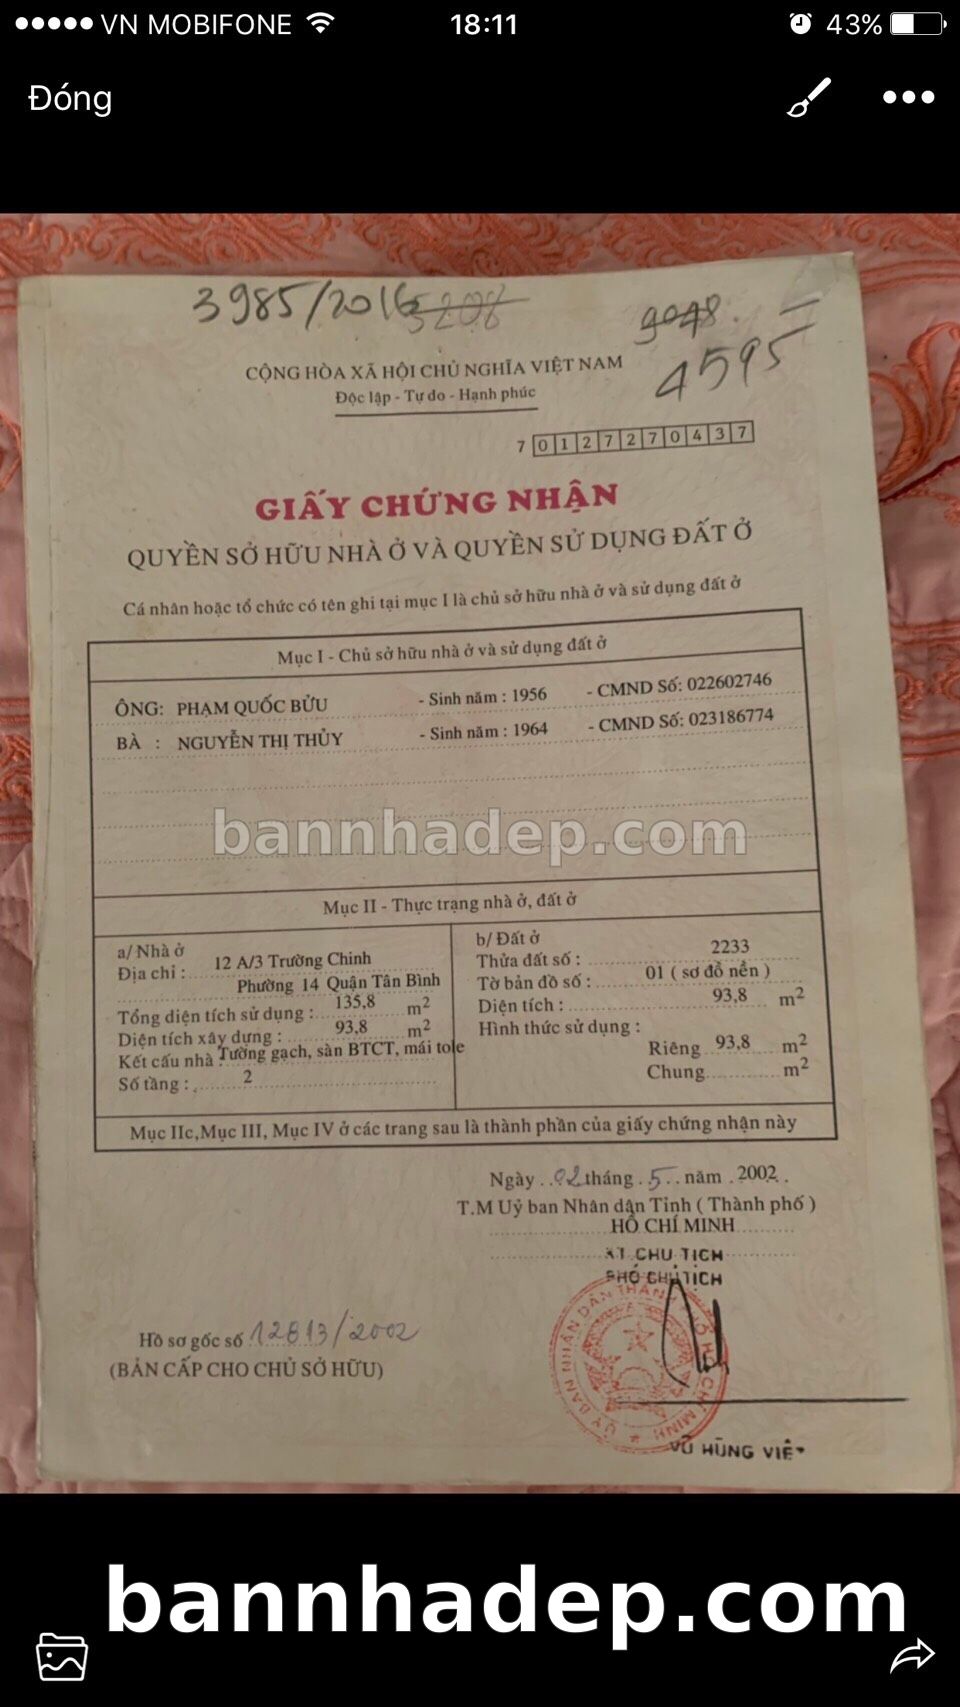 VN MOBIFONE 18:11 43%
Đóng
3985/2016 5208
9048
4595
CỘNG HÒA XÃ HỘI CHỦ NGHĨA VIỆT NAM
Độc lập - Tự do - Hạnh phúc
7 0127270437
GIẤY CHỨNG NHẬN
QUYỀN SỞ HỮU NHÀ Ở VÀ QUYỀN SỬ DỤNG ĐẤT Ở
Cá nhân hoặc tổ chức có tên ghi tại mục I là chủ sở hữu nhà ở và sử dụng đất ở
Mục I - Chủ sở hữu nhà ở và sử dụng đất ở
ÔNG: PHẠM QUỐC BỬU - Sinh năm : 1956 - CMND Số: 022602746
BÀ : NGUYỄN THỊ THỦY - Sinh năm : 1964 - CMND Số: 023186774
bannhadep.com
Mục II - Thực trạng nhà ở, đất ở
a/ Nhà ở
Địa chỉ : 12 A/3 Trường Chinh
Phường 14 Quận Tân Bình
Tổng diện tích sử dụng : 135,8 m2
Diện tích xây dựng : 93,8 m2
Kết cấu nhà : Tường gạch, sàn BTCT, mái tole
Số tầng : 2
b/ Đất ở
Thửa đất số : 2233
Tờ bản đồ số : 01 ( sơ đồ nền )
Diện tích : 93,8 m2
Hình thức sử dụng :
Riêng 93,8 m2
Chung m2
Mục IIc,Mục III, Mục IV ở các trang sau là thành phần của giấy chứng nhận này
Ngày 02 tháng 5 năm 2002
T.M Uỷ ban Nhân dân Tỉnh ( Thành phố )
HỒ CHÍ MINH
KT CHỦ TỊCH
PHÓ CHỦ TỊCH
ỦY BAN NHÂN DÂN THÀNH PHỐ HỒ CHÍ MINH
Hồ sơ gốc số 12813/2002
(BẢN CẤP CHO CHỦ SỞ HỮU)
VŨ HÙNG VIỆT
bannhadep.com